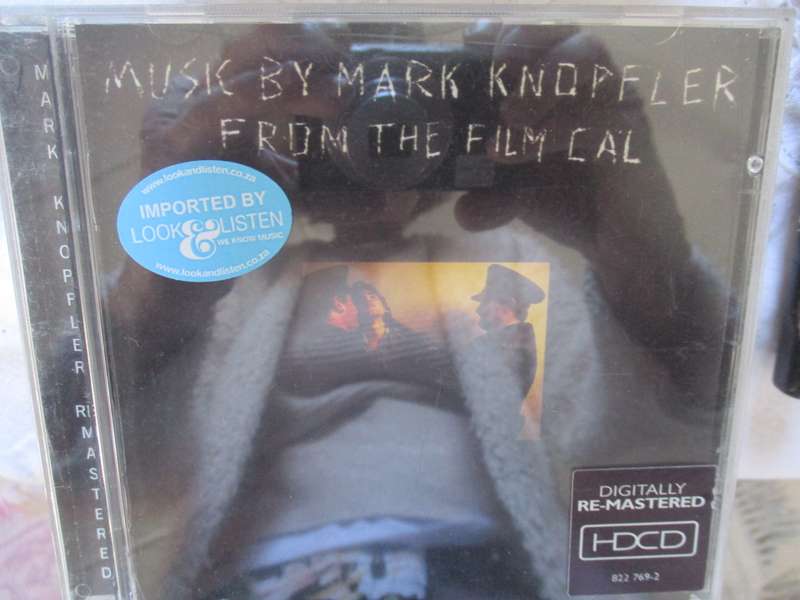 MUSIC BY MARK KNOPFLER
FROM THE FILM CAL
www.lookandlisten.co.za
IMPORTED BY
LOOK & LISTEN
WE KNOW MUSIC
www.lookandlisten.co.za
MARK KNOPFLER REMASTERED
DIGITALLY
RE-MASTERED
HDCD
822 769-2